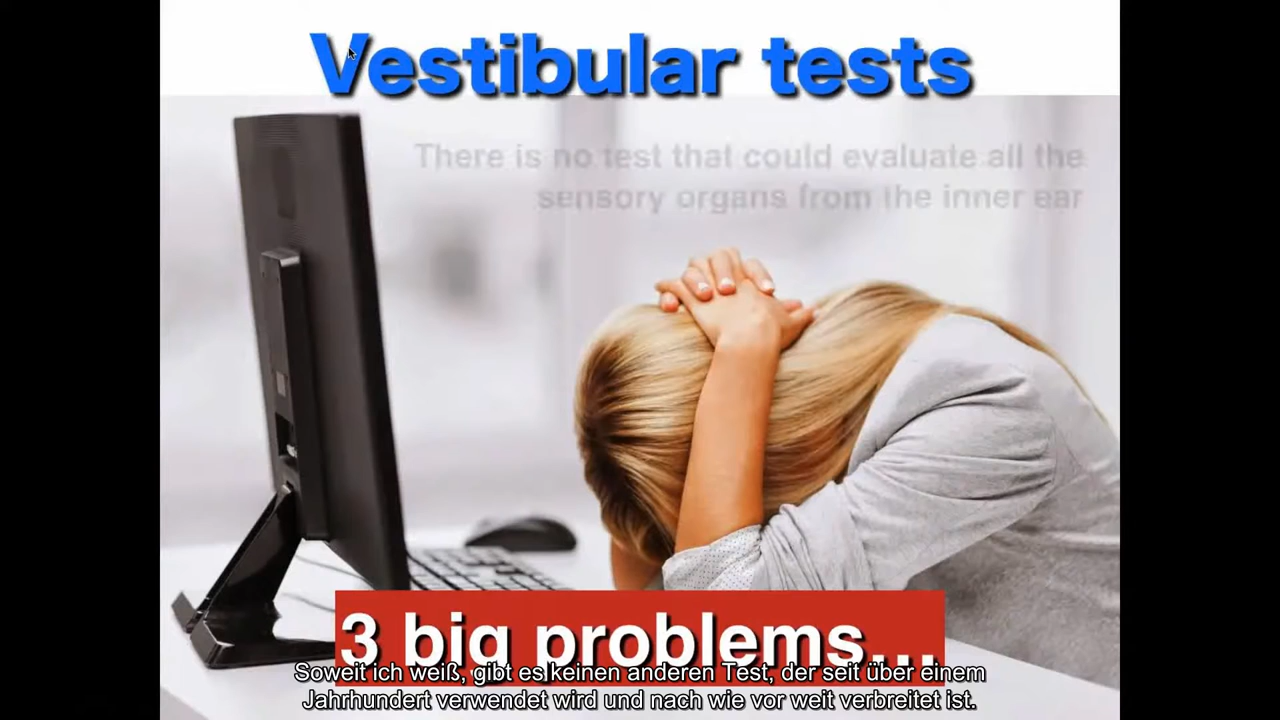 Vestibular tests
There is no test that could evaluate all the
sensory organs from the inner ear
3 big problems...
Soweit ich weiß, gibt es keinen anderen Test, der seit über einem
Jahrhundert verwendet wird und nach wie vor weit verbreitet ist.